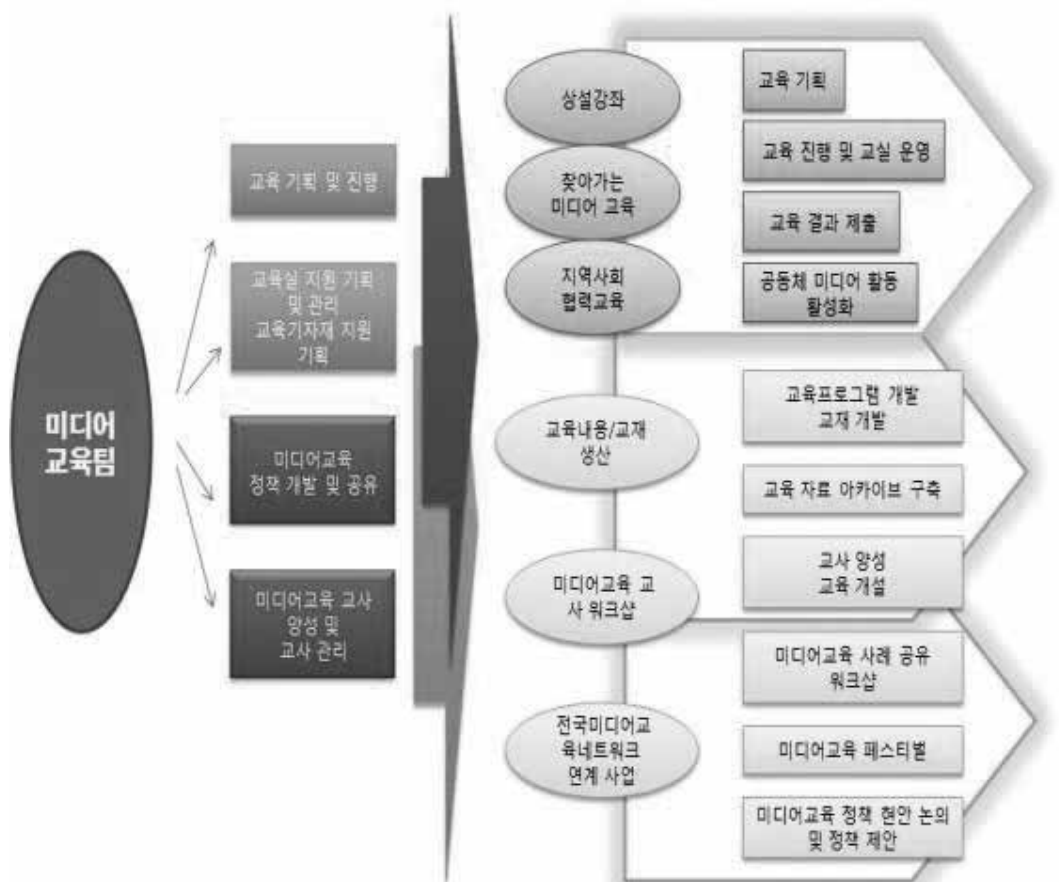 미디어
교육팀
교육 기획 및 진행
교육실 지원 기획
및 관리
교육기자재 지원
기획
미디어교육
정책 개발 및 공유
미디어교육 교사
양성 및
교사 관리
상설강좌
찾아가는
미디어 교육
지역사회
협력교육
교육내용/교재
생산
미디어교육 교
사 워크샵
전국미디어교
육네트워크
연계 사업
교육 기획
교육 진행 및 교실 운영
교육 결과 제출
공동체 미디어 활동
활성화
교육프로그램 개발
교재 개발
교육 자료 아카이브 구축
교사 양성
교육 개설
미디어교육 사례 공유
워크샵
미디어교육 페스티벌
미디어교육 정책 현안 논의
및 정책 제안